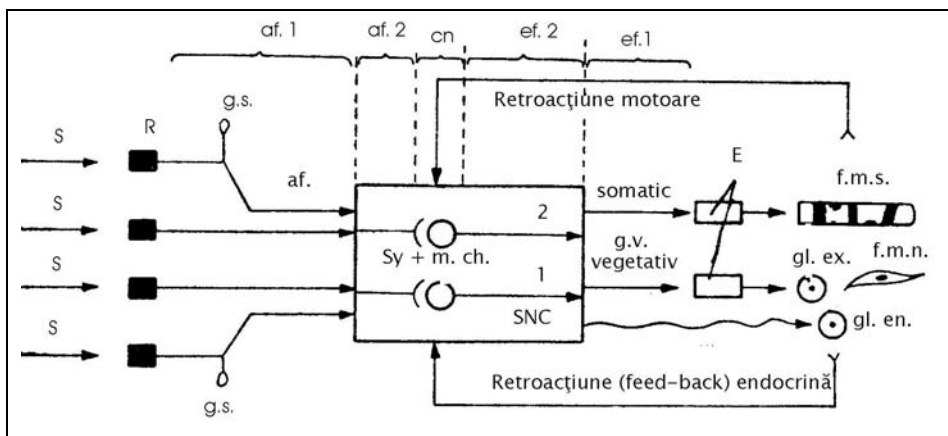 af. 1 af. 2 cn ef. 2 ef.1
g.s.
Retroacţiune motoare
S R E
af. somatic f.m.s.
S 2
g.v.
vegetativ
f.m.n.
Sy + m. ch.
gl. ex.
S 1
SNC
gl. en.
S
...
g.s.
Retroacţiune (feed-back) endocrină